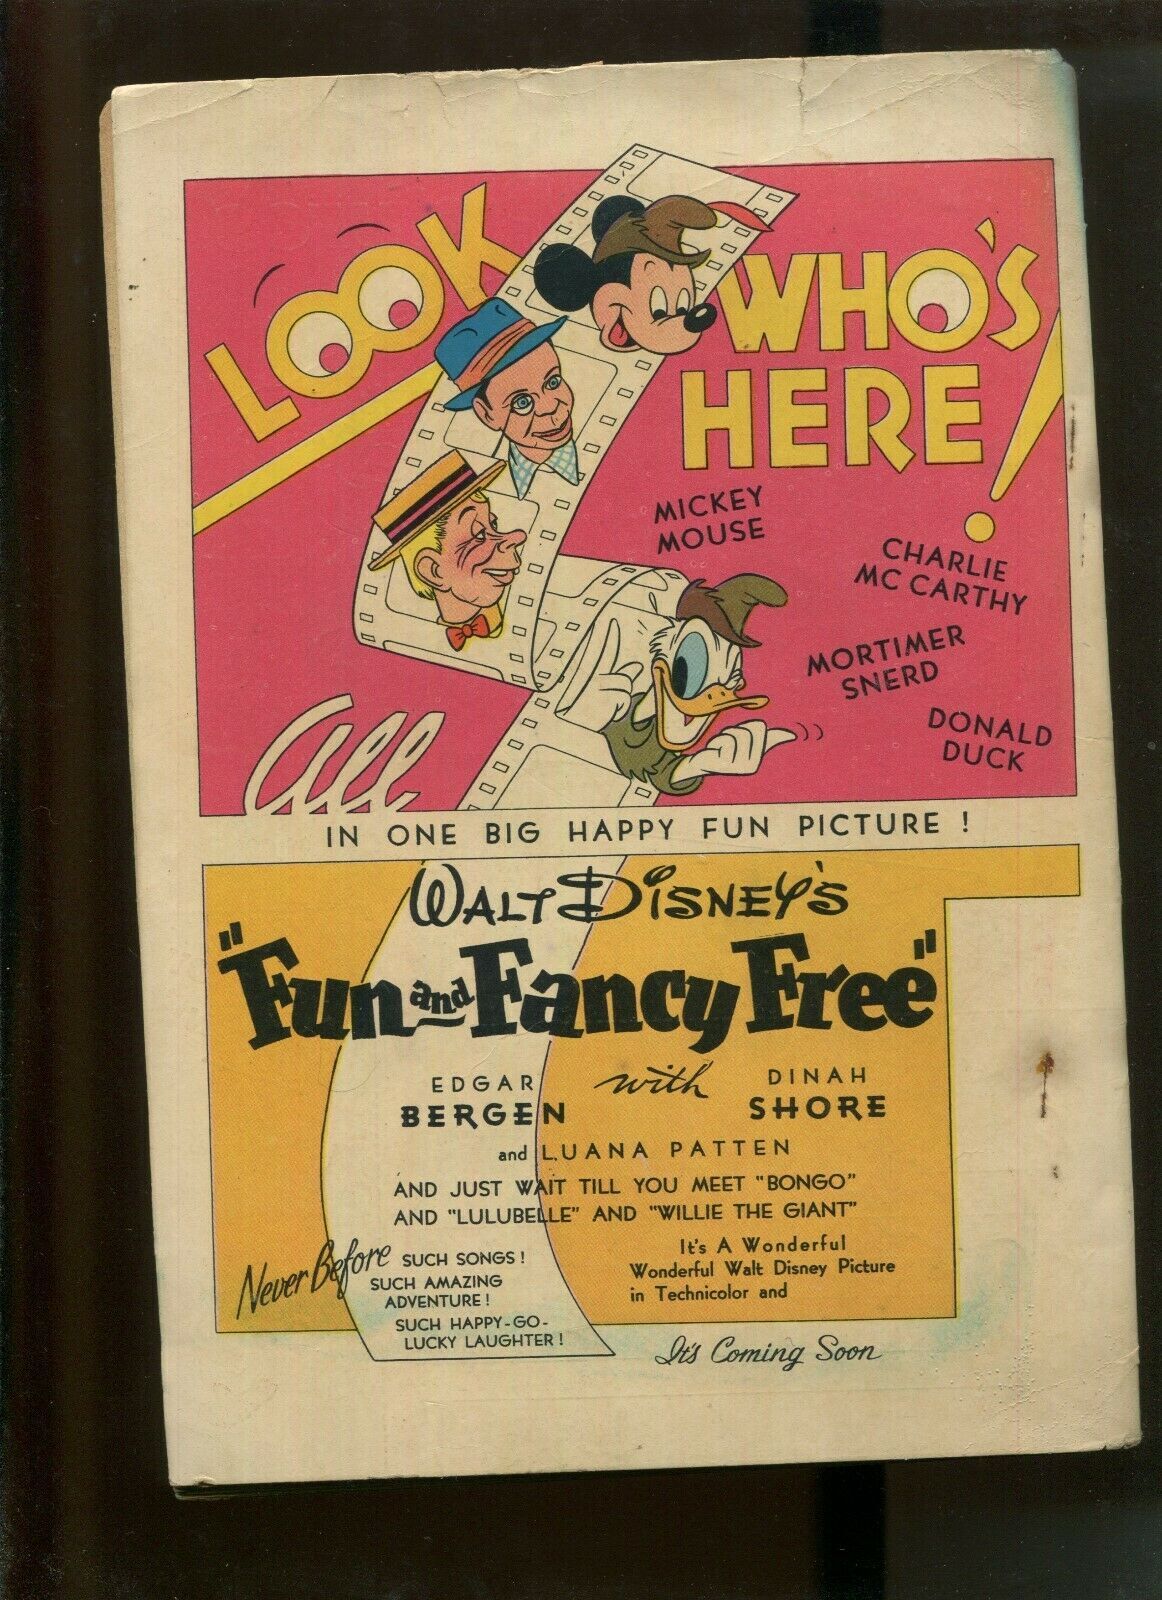 LOOK
WHO'S
HERE!
MICKEY
MOUSE
CHARLIE
MC CARTHY
MORTIMER
SNERD
DONALD
DUCK
All
IN ONE BIG HAPPY FUN PICTURE !
WALT DISNEY'S
"Fun and Fancy Free"
EDGAR
BERGEN
with
DINAH
SHORE
and LUANA PATTEN
AND JUST WAIT TILL YOU MEET "BONGO"
AND "LULUBELLE" AND "WILLIE THE GIANT"
Never Before SUCH SONGS !
SUCH AMAZING
ADVENTURE !
SUCH HAPPY-GO-
LUCKY LAUGHTER !
It's A Wonderful
Wonderful Walt Disney Picture
in Technicolor and
It's Coming Soon